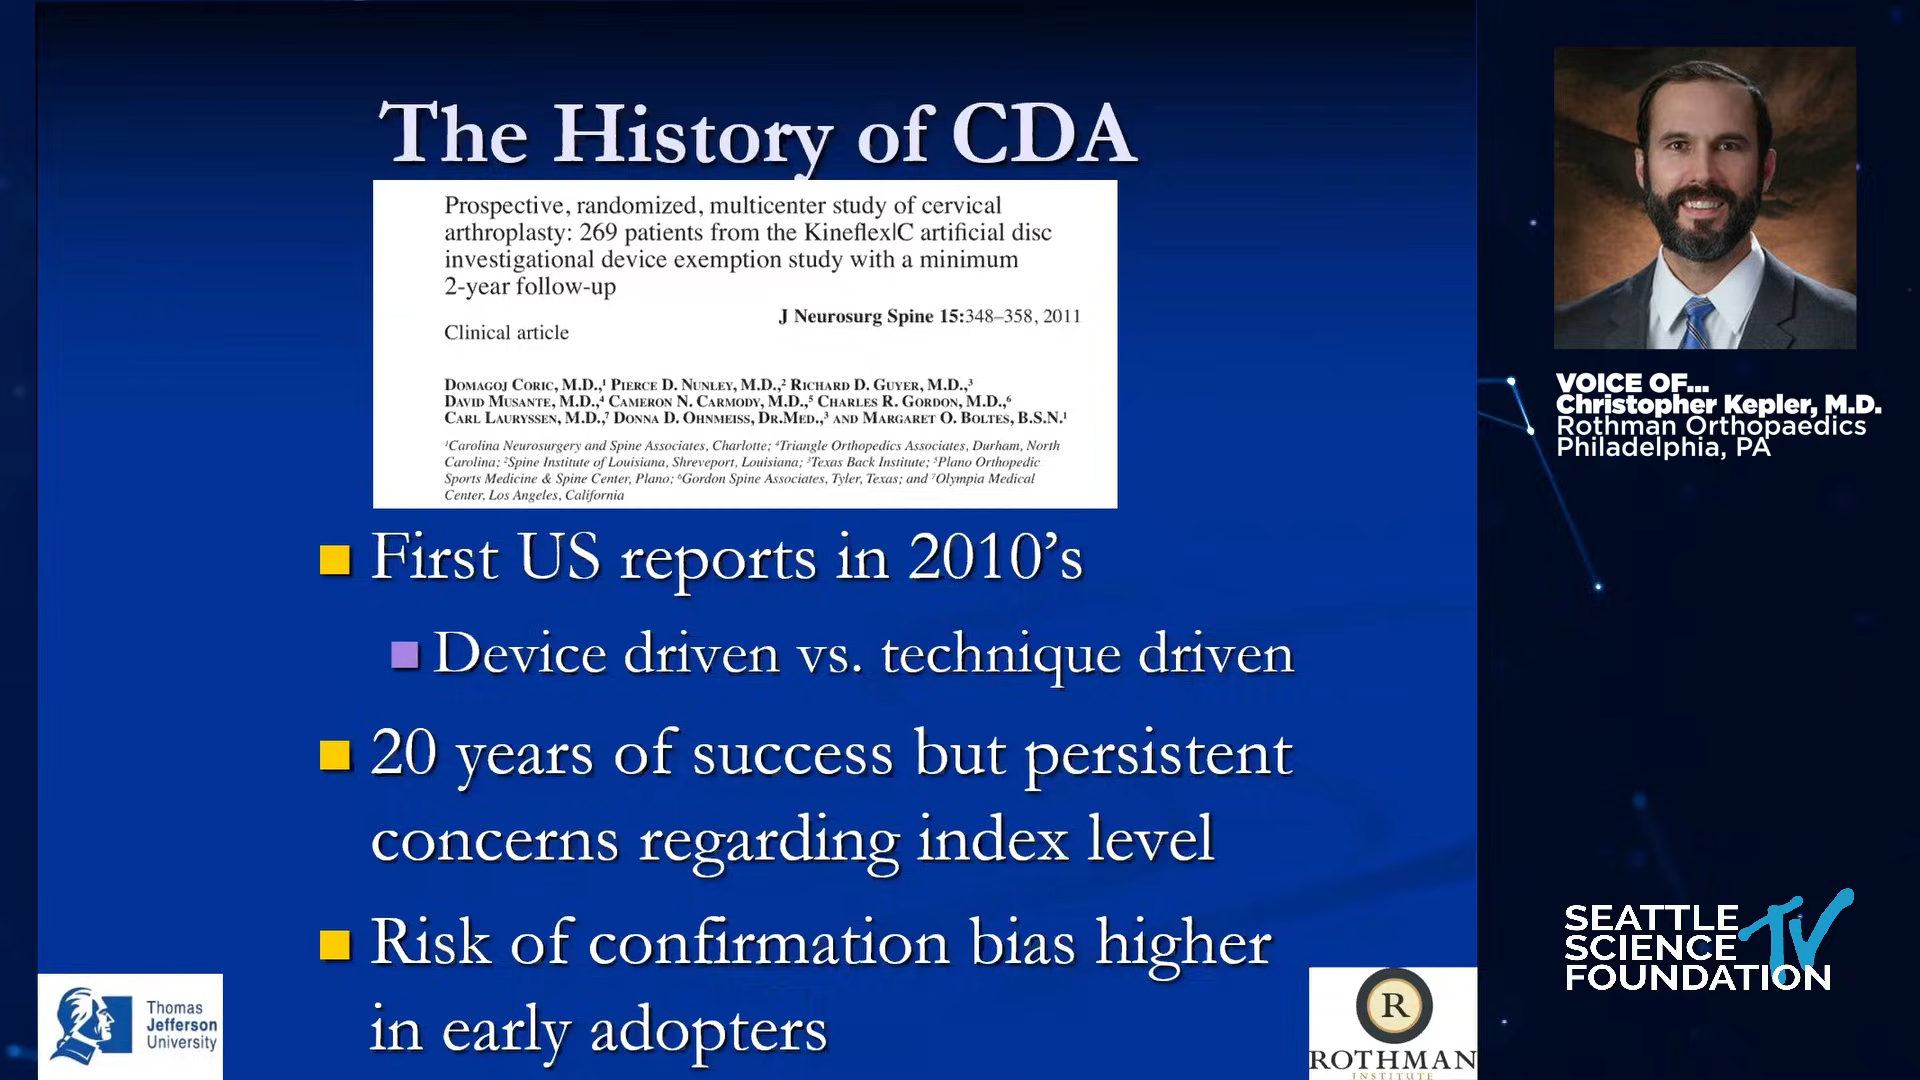 The History of CDA
Prospective, randomized, multicenter study of cervical
arthroplasty: 269 patients from the Kineflex|C artificial disc
investigational device exemption study with a minimum
2-year follow-up
J Neurosurg Spine 15:348–358, 2011
Clinical article
Domagoj Coric, M.D.,1 Pierce D. Nunley, M.D.,2 Richard D. Guyer, M.D.,3
David Musante, M.D.,4 Cameron N. Carmody, M.D.,5 Charles R. Gordon, M.D.,6
Carl Lauryssen, M.D.,7 Donna D. Ohnmeiss, Dr.Med.,3 and Margaret O. Boltes, B.S.N.1
1Carolina Neurosurgery and Spine Associates, Charlotte; 4Triangle Orthopedics Associates, Durham, North
Carolina; 2Spine Institute of Louisiana, Shreveport, Louisiana; 3Texas Back Institute; 5Plano Orthopedic
Sports Medicine & Spine Center, Plano; 6Gordon Spine Associates, Tyler, Texas; and 7Olympia Medical
Center, Los Angeles, California
First US reports in 2010’s
Device driven vs. technique driven
20 years of success but persistent
concerns regarding index level
Risk of confirmation bias higher
in early adopters
Thomas
Jefferson
University
R
ROTHMAN
INSTITUTE
VOICE OF...
Christopher Kepler, M.D.
Rothman Orthopaedics
Philadelphia, PA
SEATTLE
SCIENCE
FOUNDATION
TV